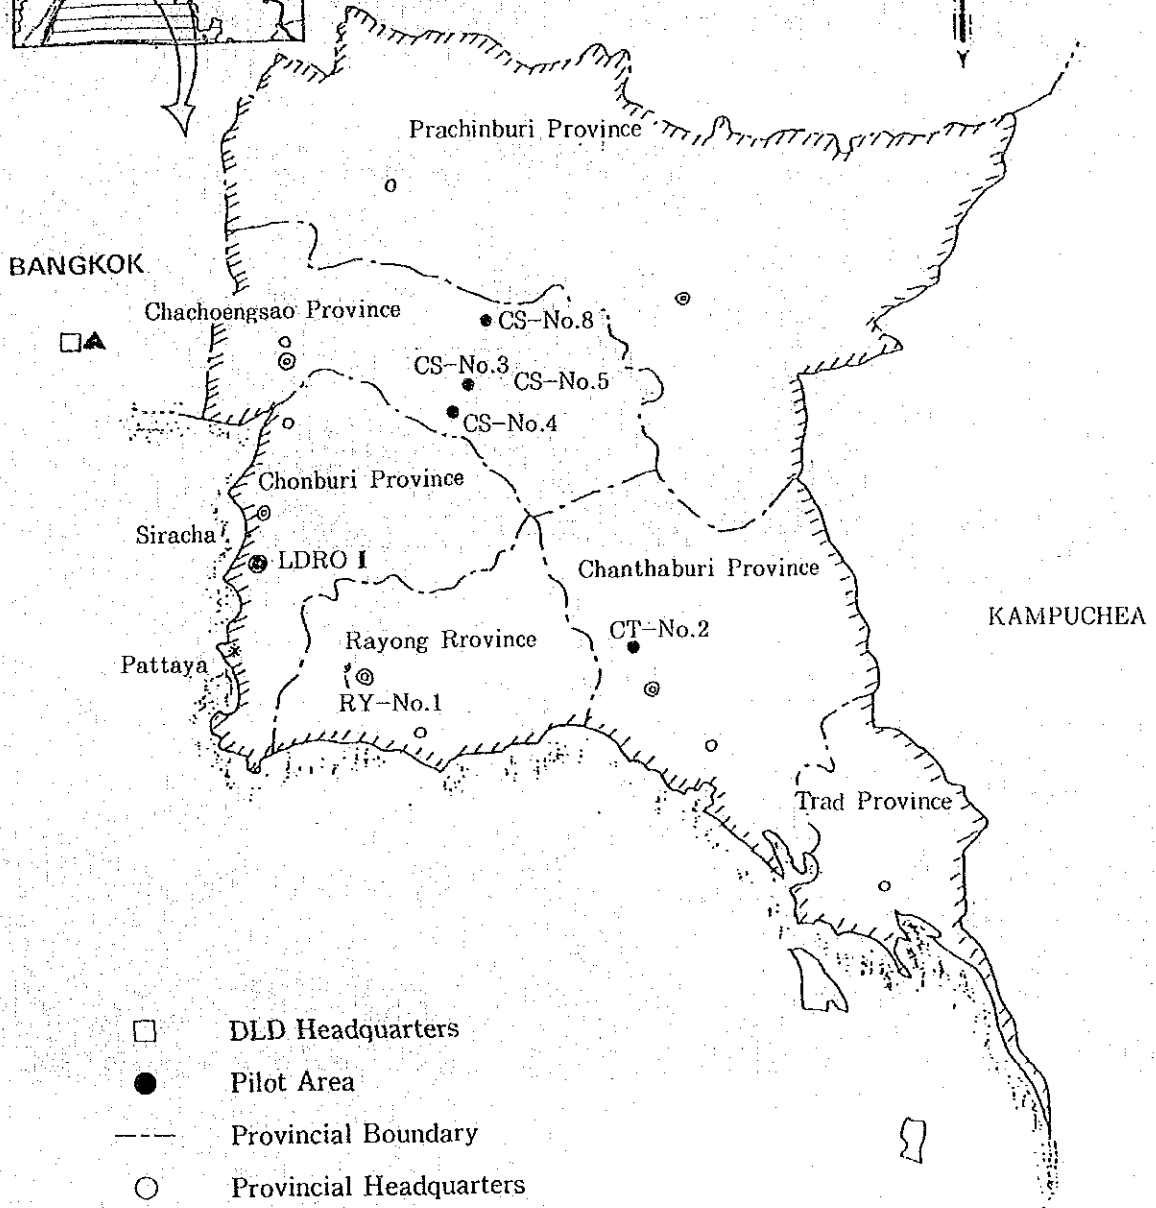 Prachinburi Province
BANGKOK
Chachoengsao Province
CS-No.8
CS-No.3
CS-No.5
CS-No.4
Chonburi Province
Siracha
LDRO I
Chanthaburi Province
KAMPUCHEA
CT-No.2
Rayong Rrovince
Pattaya
RY-No.1
Trad Province
DLD Headquarters
Pilot Area
Provincial Boundary
Provincial Headquarters